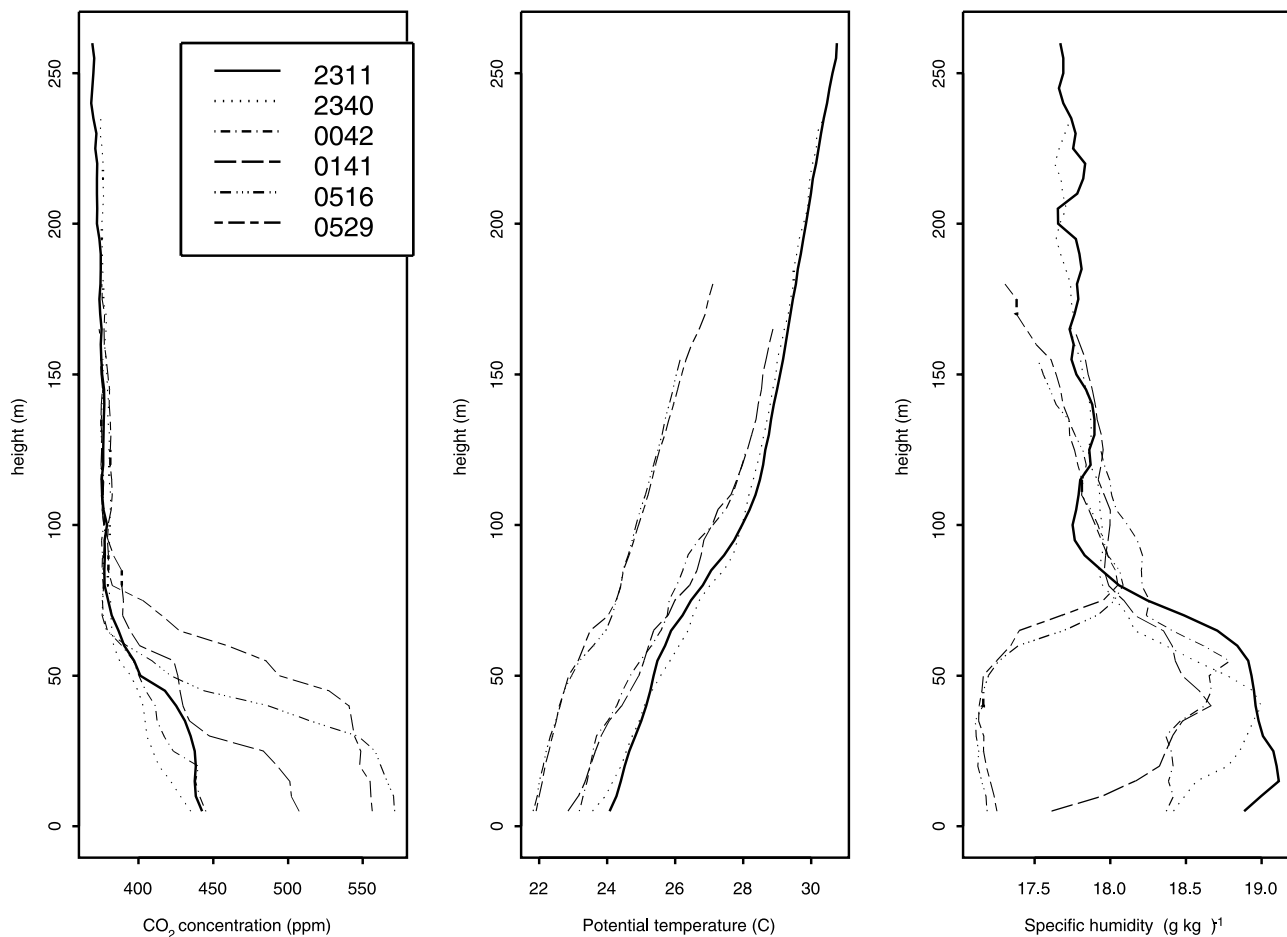 2311
2340
0042
0141
0516
0529
height (m)
0 50 100 150 200 250
400 450 500 550
CO2 concentration (ppm)
height (m)
0 50 100 150 200 250
22 24 26 28 30
Potential temperature (C)
height (m)
0 50 100 150 200 250
17.5 18.0 18.5 19.0
Specific humidity (g kg )-1